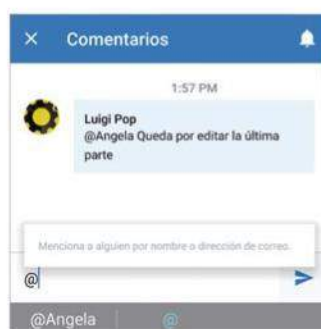 × Comentarios
1:57 PM
Luigi Pop
@Angela Queda por editar la última
parte
Menciona a alguien por nombre o dirección de correo.
@
@Angela @